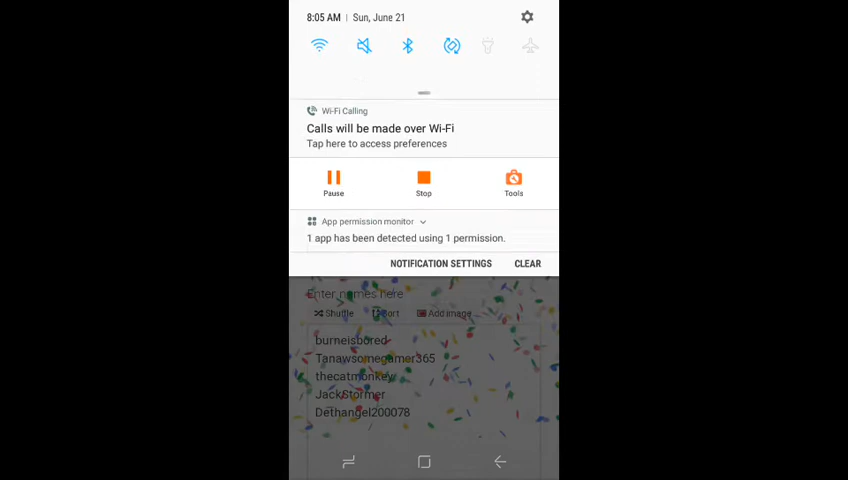 8:05 AM | Sun, June 21
Wi-Fi Calling
Calls will be made over Wi-Fi
Tap here to access preferences
Pause Stop Tools
App permission monitor
1 app has been detected using 1 permission.
NOTIFICATION SETTINGS CLEAR
Enter names here
Shuffle Sort Add image
burneisbored
Tanawsomegamer365
thecatmonkey
JackStormer
Dethangel200078